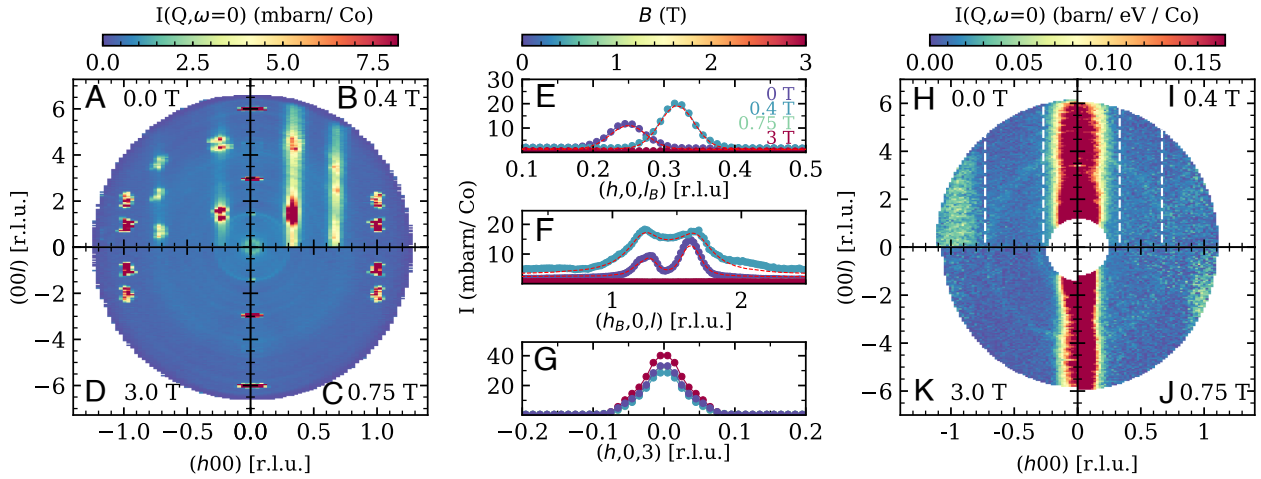 I(Q,ω=0) (mbarn/ Co)
0.0 2.5 5.0 7.5
A 0.0 T B 0.4 T
6
4
2
0
−2
−4
−6
(00l) [r.l.u.]
D 3.0 T C 0.75 T
−1.0 −0.5 0.0 0.5 1.0
(h00) [r.l.u.]
B (T)
0 1 2 3
I (mbarn/ Co)
E
30
20
10
0 T
0.4 T
0.75 T
3 T
0.1 0.2 0.3 0.4 0.5
(h,0,l_B) [r.l.u]
F
20
10
1 2
(h_B,0,l) [r.l.u.]
G
40
20
−0.2 −0.1 0.0 0.1 0.2
(h,0,3) [r.l.u.]
I(Q,ω=0) (barn/ eV / Co)
0.00 0.05 0.10 0.15
H 0.0 T I 0.4 T
6
4
2
0
−2
−4
−6
(00l) [r.l.u.]
K 3.0 T J 0.75 T
-1 -0.5 0 0.5 1
(h00) [r.l.u.]